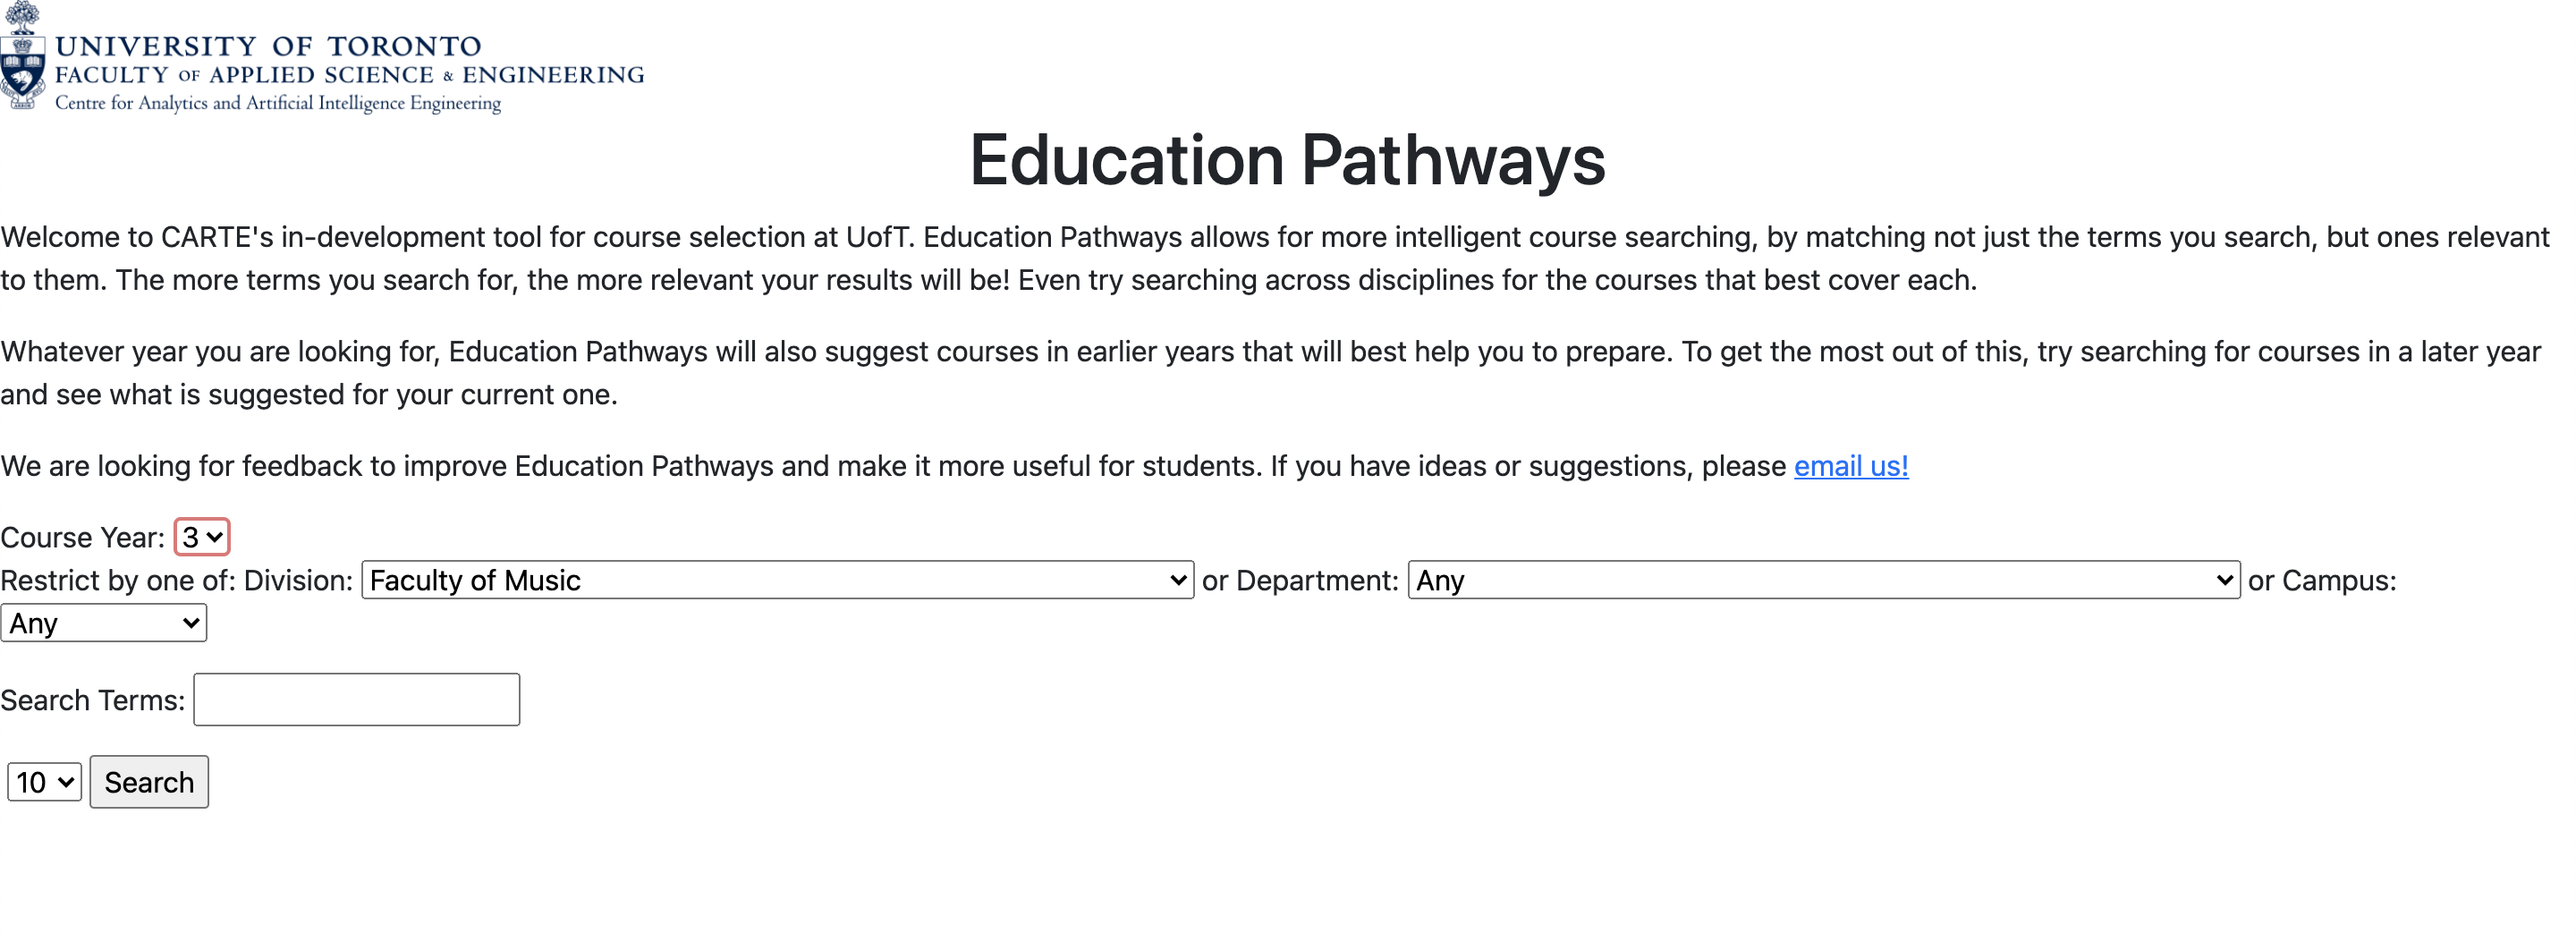 UNIVERSITY OF TORONTO
FACULTY OF APPLIED SCIENCE & ENGINEERING
Centre for Analytics and Artificial Intelligence Engineering
Education Pathways
Welcome to CARTE's in-development tool for course selection at UofT. Education Pathways allows for more intelligent course searching, by matching not just the terms you search, but ones relevant
to them. The more terms you search for, the more relevant your results will be! Even try searching across disciplines for the courses that best cover each.
Whatever year you are looking for, Education Pathways will also suggest courses in earlier years that will best help you to prepare. To get the most out of this, try searching for courses in a later year
and see what is suggested for your current one.
We are looking for feedback to improve Education Pathways and make it more useful for students. If you have ideas or suggestions, please email us!
Course Year: 3
Restrict by one of: Division: Faculty of Music or Department: Any or Campus:
Any
Search Terms:
10 Search